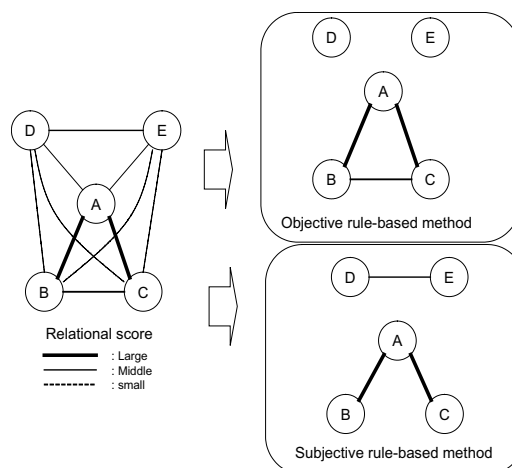 D
E
A
B
C
Relational score
: Large
: Middle
: small
D
E
A
B
C
Objective rule-based method
D
E
A
B
C
Subjective rule-based method